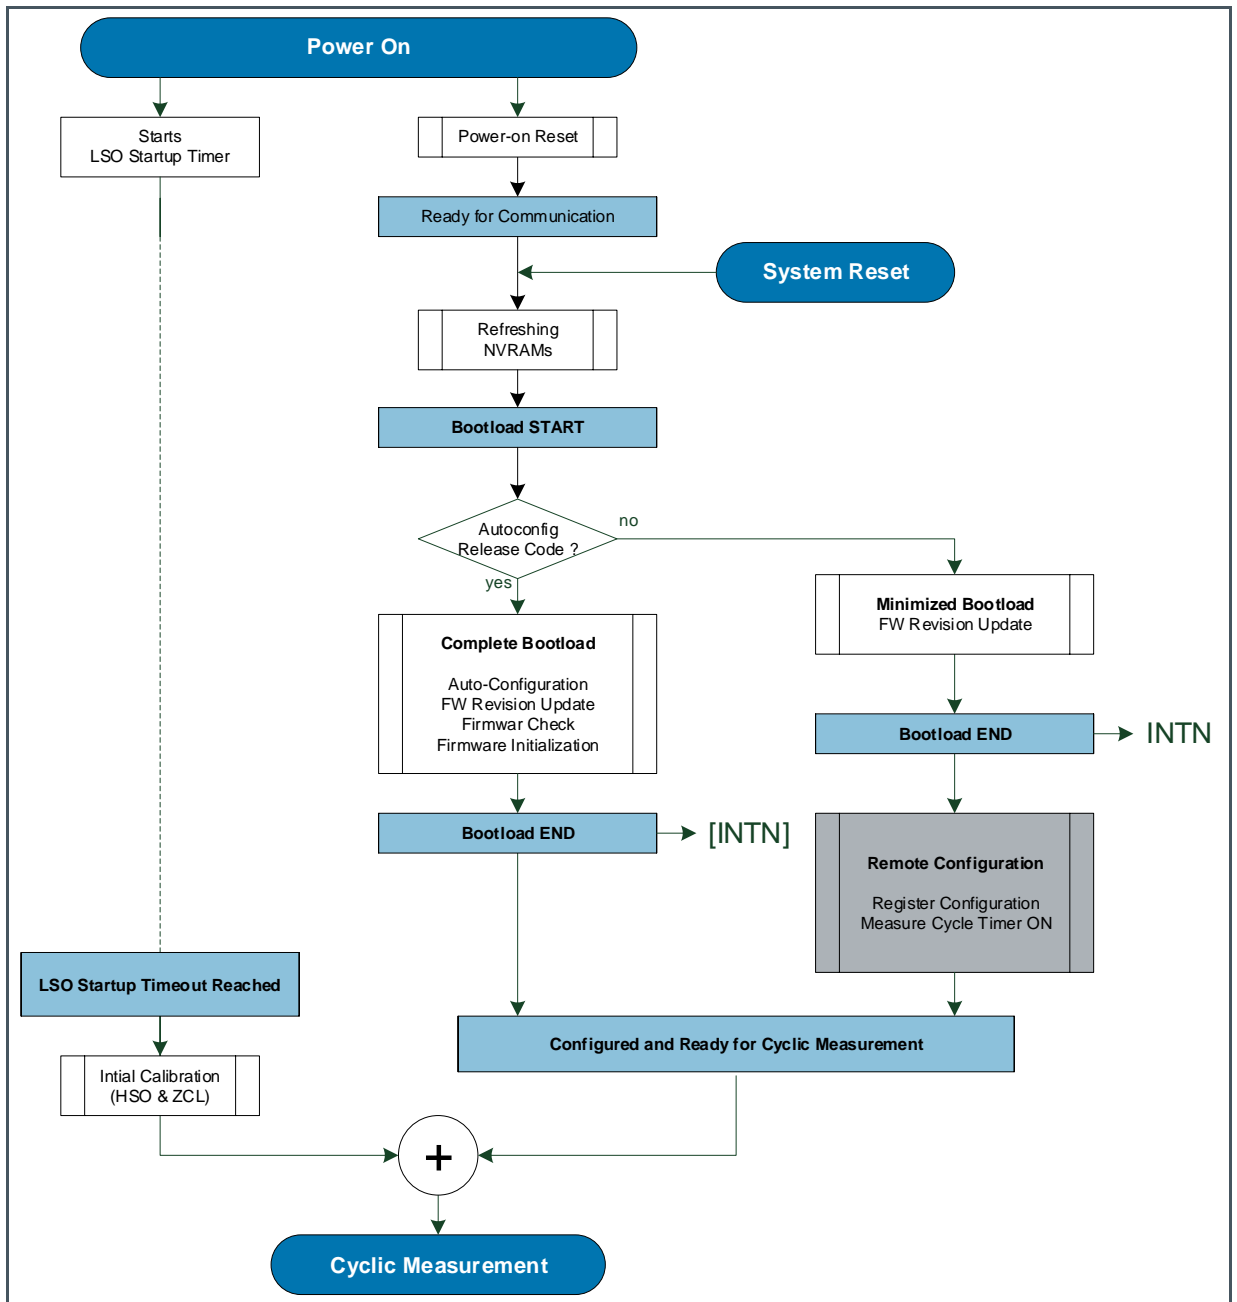 Power On
Starts
LSO Startup Timer
Power-on Reset
Ready for Communication
System Reset
Refreshing
NVRAMs
Bootload START
Autoconfig
Release Code ?
no
yes
Minimized Bootload
FW Revision Update
Complete Bootload
Auto-Configuration
FW Revision Update
Firmwar Check
Firmware Initialization
Bootload END
INTN
Bootload END
[INTN]
Remote Configuration
Register Configuration
Measure Cycle Timer ON
LSO Startup Timeout Reached
Configured and Ready for Cyclic Measurement
Intial Calibration
(HSO & ZCL)
+
Cyclic Measurement